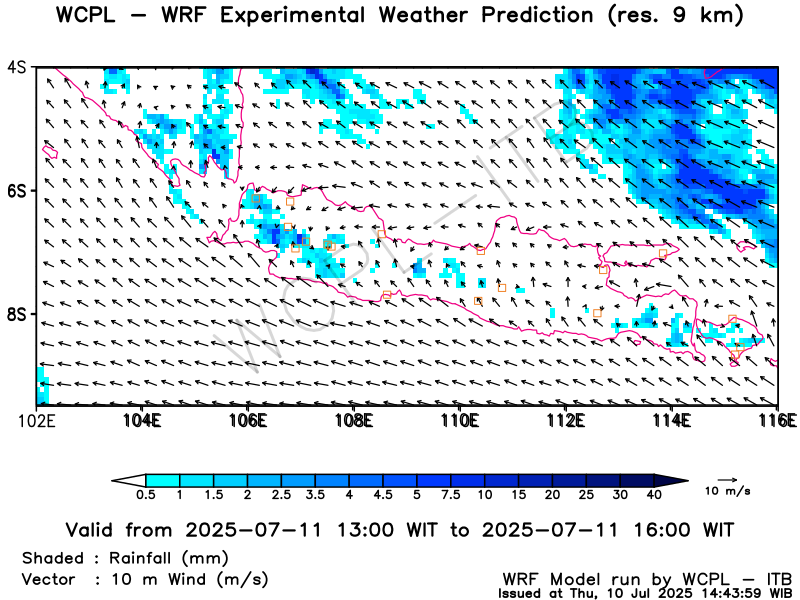 WCPL – WRF Experimental Weather Prediction (res. 9 km)
4S
6S
8S
102E 104E 106E 108E 110E 112E 114E 116E
WCPL–ITB
0.5 1 1.5 2 2.5 3.5 4 4.5 5 7.5 10 15 20 25 30 40
10 m/s
Valid from 2025-07-11 13:00 WIT to 2025-07-11 16:00 WIT
Shaded : Rainfall (mm)
Vector : 10 m Wind (m/s)
WRF Model run by WCPL – ITB
Issued at Thu, 10 Jul 2025 14:43:59 WIB